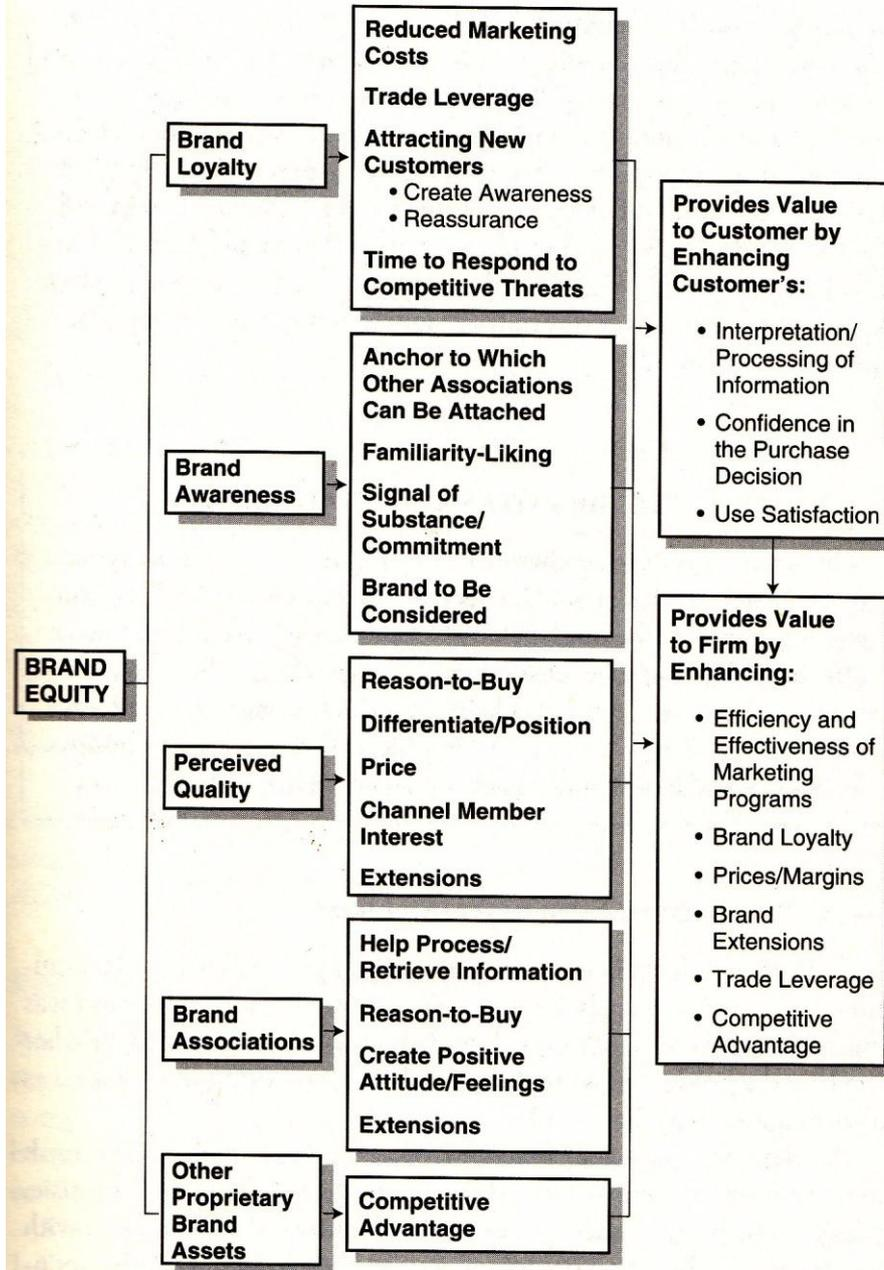 BRAND
EQUITY
Brand
Loyalty
Reduced Marketing
Costs
Trade Leverage
Attracting New
Customers
• Create Awareness
• Reassurance
Time to Respond to
Competitive Threats
Brand
Awareness
Anchor to Which
Other Associations
Can Be Attached
Familiarity-Liking
Signal of
Substance/
Commitment
Brand to Be
Considered
Perceived
Quality
Reason-to-Buy
Differentiate/Position
Price
Channel Member
Interest
Extensions
Brand
Associations
Help Process/
Retrieve Information
Reason-to-Buy
Create Positive
Attitude/Feelings
Extensions
Other
Proprietary
Brand
Assets
Competitive
Advantage
Provides Value
to Customer by
Enhancing
Customer's:
• Interpretation/
Processing of
Information
• Confidence in
the Purchase
Decision
• Use Satisfaction
Provides Value
to Firm by
Enhancing:
• Efficiency and
Effectiveness of
Marketing
Programs
• Brand Loyalty
• Prices/Margins
• Brand
Extensions
• Trade Leverage
• Competitive
Advantage